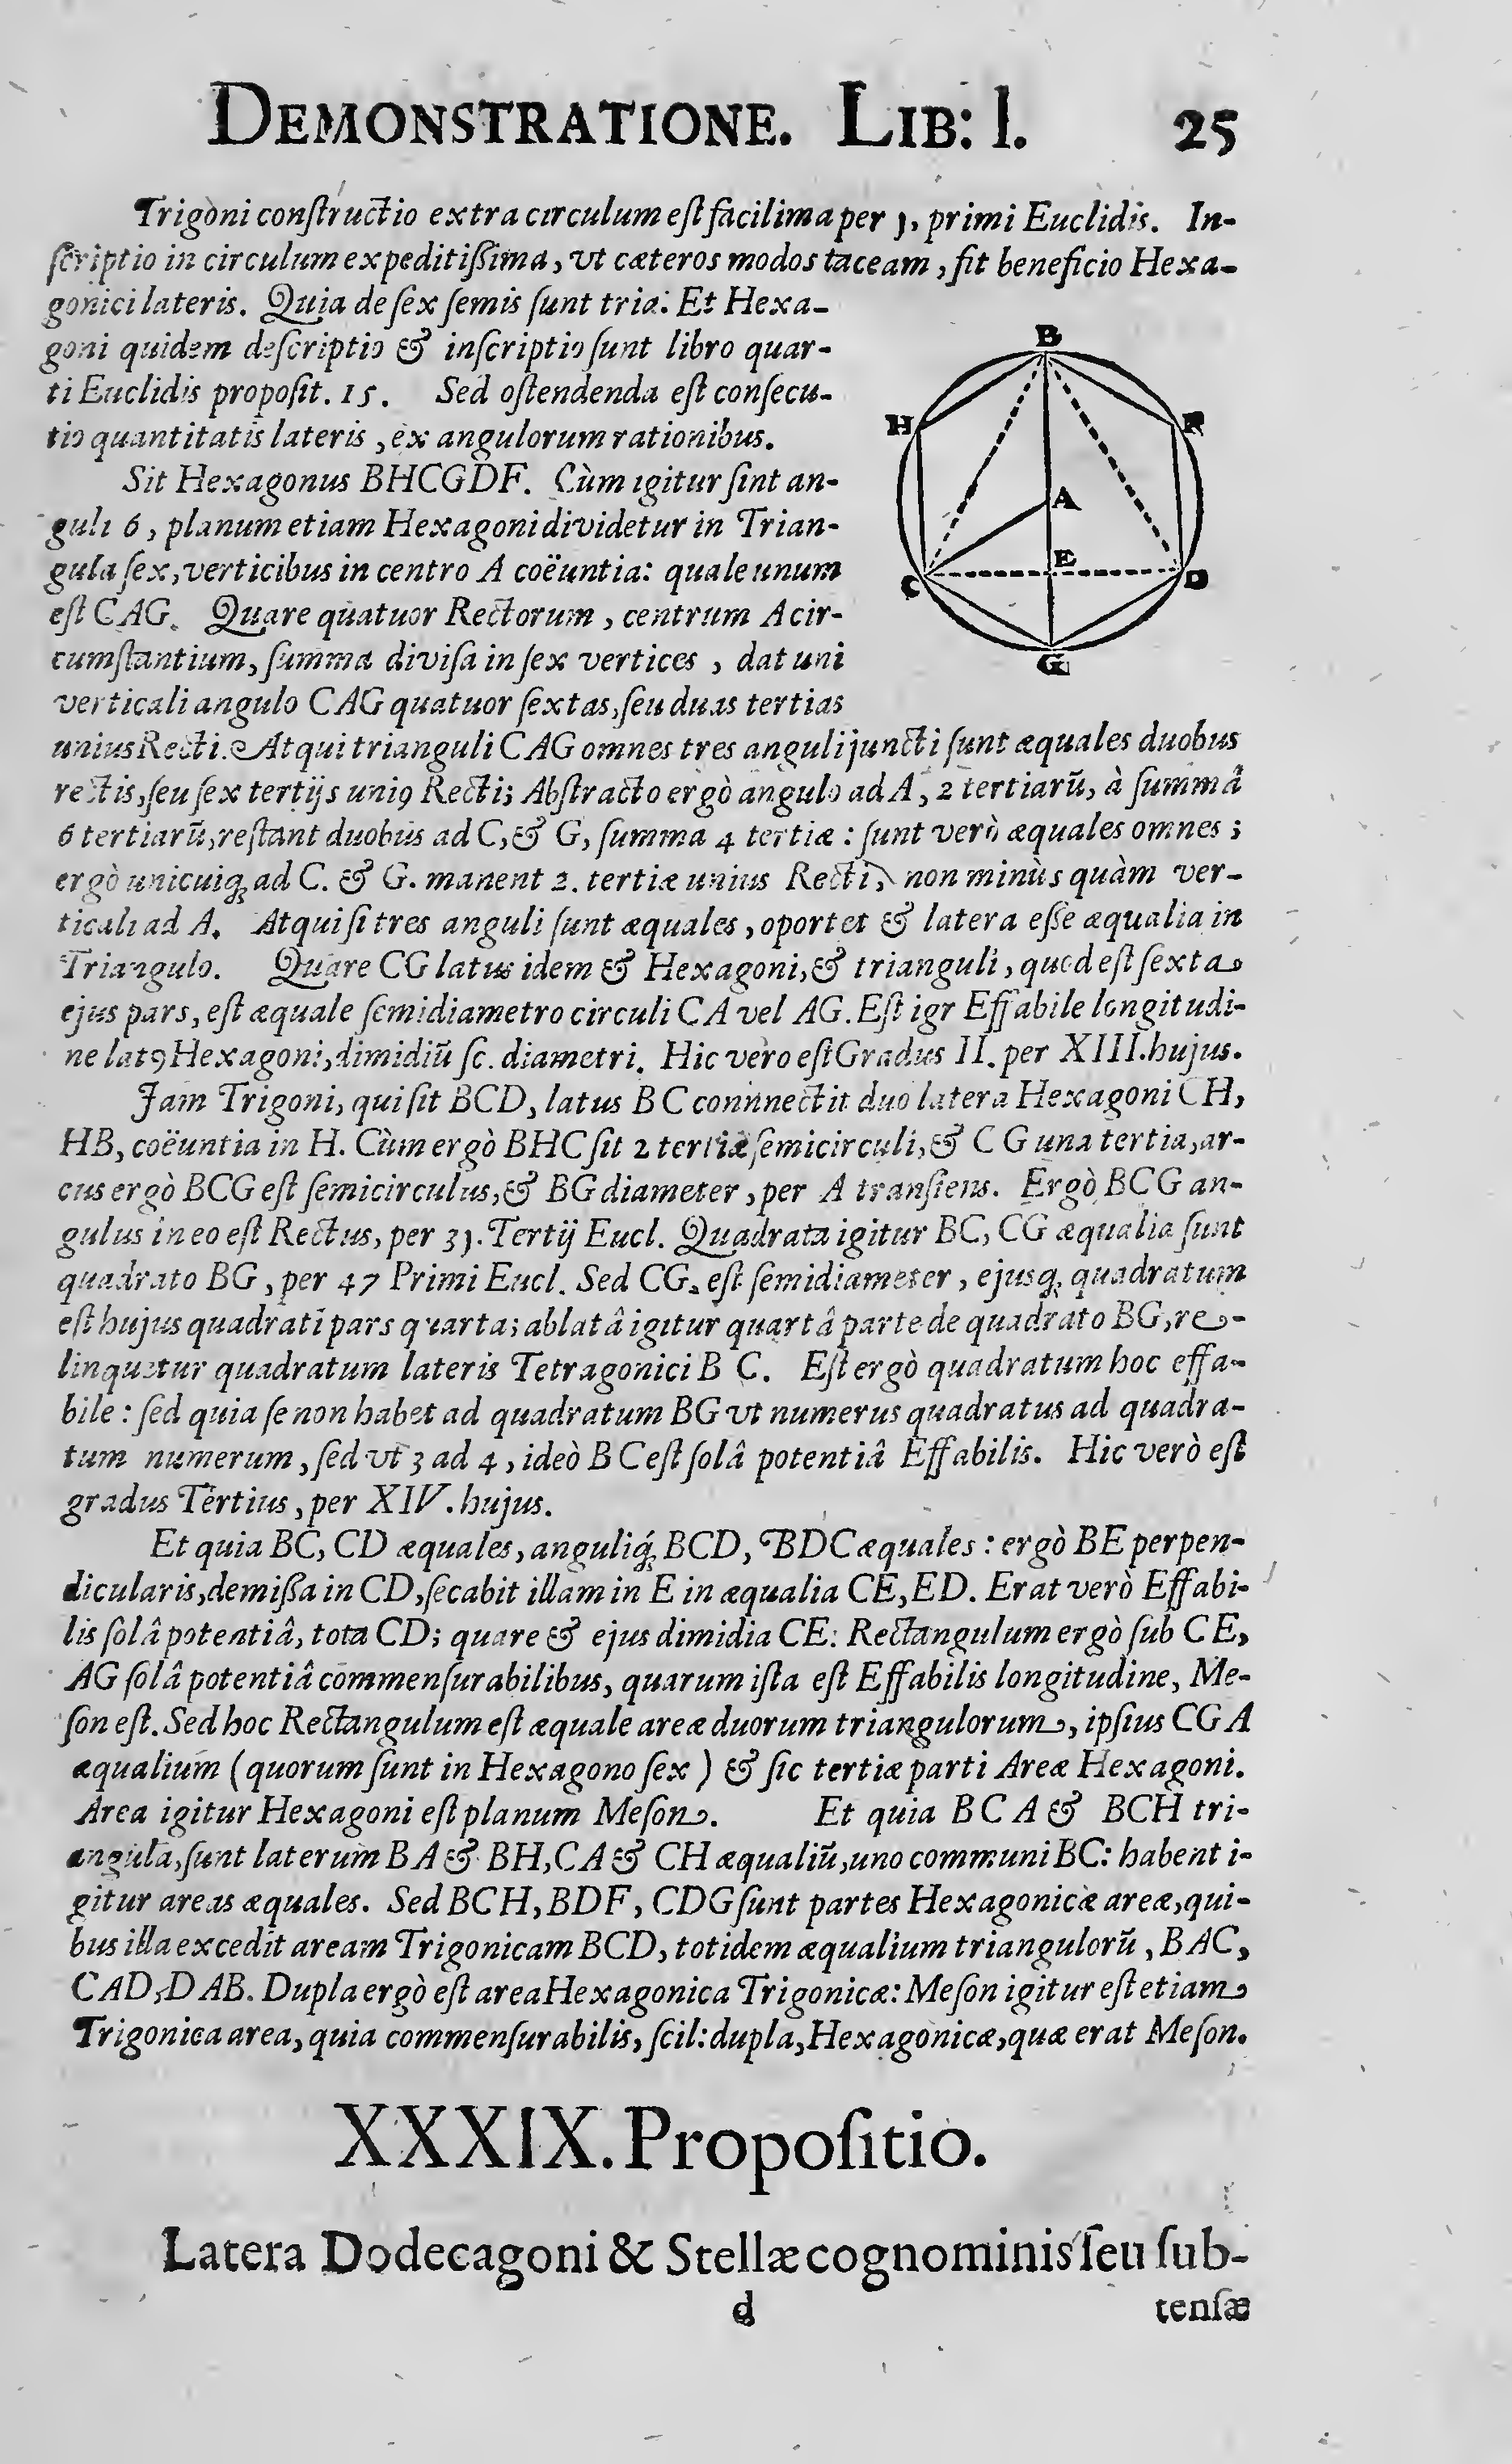 DEMONSTRATIONE. LIB: I. 25
Trigoni conſtructio extra circulum eſt facilima per 1, primi Euclidis. In-
ſcriptio in circulum expeditiſsima, ut cæteros modos taceam, fit beneficio Hexa-
gonici lateris. Quia de ſex ſemis ſunt tria. Et Hexa-
goni quidem deſcriptio & inſcriptio ſunt libro quar-
ti Euclidis propoſit. 15. Sed oſtendenda eſt conſecu-
tio quantitatis lateris, ex angulorum rationibus.
Sit Hexagonus BHCGDF. Cùm igitur ſint an-
guli 6, planum etiam Hexagoni dividetur in Trian-
gula ſex, verticibus in centro A coëuntia: quale unum
eſt CAG. Quare quatuor Rectorum, centrum A cir-
cumſtantium, ſumma diviſa in ſex vertices, dat uni
verticali angulo CAG quatuor ſextas, ſeu duas tertias
unius Recti. Atqui trianguli CAG omnes tres anguli juncti ſunt æquales duobus
rectis, ſeu ſex tertijs uni9 Recti; Abſtracto ergò angulo ad A, 2 tertiarũ, à ſummâ
6 tertiarũ, reſtant duobus ad C, & G, ſumma 4 tertiæ: ſunt verò æquales omnes;
ergò unicuiq; ad C. & G. manent 2. tertiæ unius Recti, non minùs quàm ver-
ticali ad A. Atqui ſi tres anguli ſunt æquales, oportet & latera eſſe æqualia in
Triangulo. Quare CG latus idem & Hexagoni, & trianguli, quod eſt ſexta
ejus pars, eſt æquale ſemidiametro circuli CA vel AG. Eſt igr Effabile longitudi-
ne lat9 Hexagoni, dimidiũ ſc. diametri. Hic vero eſt Gradus II. per XIII. hujus.
Jam Trigoni, qui ſit BCD, latus BC connnectit duo latera Hexagoni CH,
HB, coëuntia in H. Cùm ergò BHC ſit 2 tertiæ ſemicirculi, & CG una tertia, ar-
cus ergò BCG eſt ſemicirculus, & BG diameter, per A tranſiens. Ergò BCG an-
gulus in eo eſt Rectus, per 31. Tertij Eucl. Quadrata igitur BC, CG æqualia ſunt
quadrato BG, per 47 Primi Eucl. Sed CG. eſt ſemidiameter, ejusq; quadratum
eſt hujus quadrati pars quarta; ablatâ igitur quartâ parte de quadrato BG, re-
linquetur quadratum lateris Tetragonici B C. Eſt ergò quadratum hoc effa-
bile: ſed quia ſe non habet ad quadratum BG ut numerus quadratus ad quadra-
tum numerum, ſed ut 3 ad 4, ideò BC eſt ſolâ potentiâ Effabilis. Hic verò eſt
gradus Tertius, per XIV. hujus.
Et quia BC, CD æquales, anguliq́; BCD, BDC æquales: ergò BE perpen-
dicularis, demiſſa in CD, ſecabit illam in E in æqualia CE, ED. Erat verò Effabi-
lis ſolâ potentiâ, tota CD; quare & ejus dimidia CE: Rectangulum ergò ſub CE,
AG ſolâ potentiâ commenſurabilibus, quarum iſta eſt Effabilis longitudine, Me-
ſon eſt. Sed hoc Rectangulum eſt æquale areæ duorum triangulorum, ipſius CGA
æqualium (quorum ſunt in Hexagono ſex) & ſic tertiæ parti Areæ Hexagoni.
Area igitur Hexagoni eſt planum Meſon. Et quia B C A & BCH tri-
angula, ſunt laterum BA & BH, CA & CH æqualiũ, uno communi BC: habent i-
gitur areas æquales. Sed BCH, BDF, CDG ſunt partes Hexagonicæ areæ, qui-
bus illa excedit aream Trigonicam BCD, totidem æqualium triangulorũ, BAC,
CAD, DAB. Dupla ergò eſt area Hexagonica Trigonicæ: Meſon igitur eſt etiam
Trigonica area, quia commenſurabilis, ſcil: dupla, Hexagonicæ, quæ erat Meſon.
B
H
F
A
E
C
D
G
XXXIX. Propoſitio.
Latera Dodecagoni & Stellæ cognominis ſeu ſub-
d tenſæ